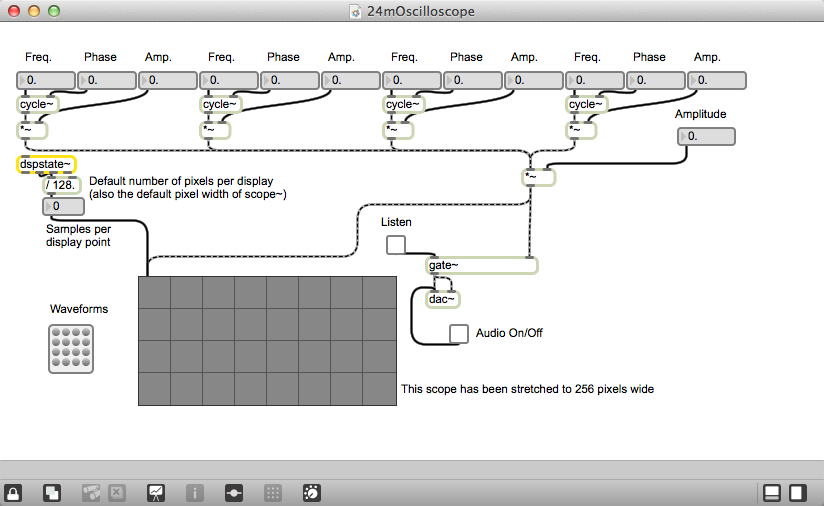 24mOscilloscope
Freq. Phase Amp. Freq. Phase Amp. Freq. Phase Amp. Freq. Phase Amp.
0. 0. 0. 0. 0. 0. 0. 0. 0. 0. 0. 0.
cycle~ cycle~ cycle~ cycle~
*~ *~ *~ *~
Amplitude
0.
dspstate~
*~
/ 128.
Default number of pixels per display
(also the default pixel width of scope~)
0
Samples per
display point
Listen
gate~
dac~
Waveforms
Audio On/Off
This scope has been stretched to 256 pixels wide